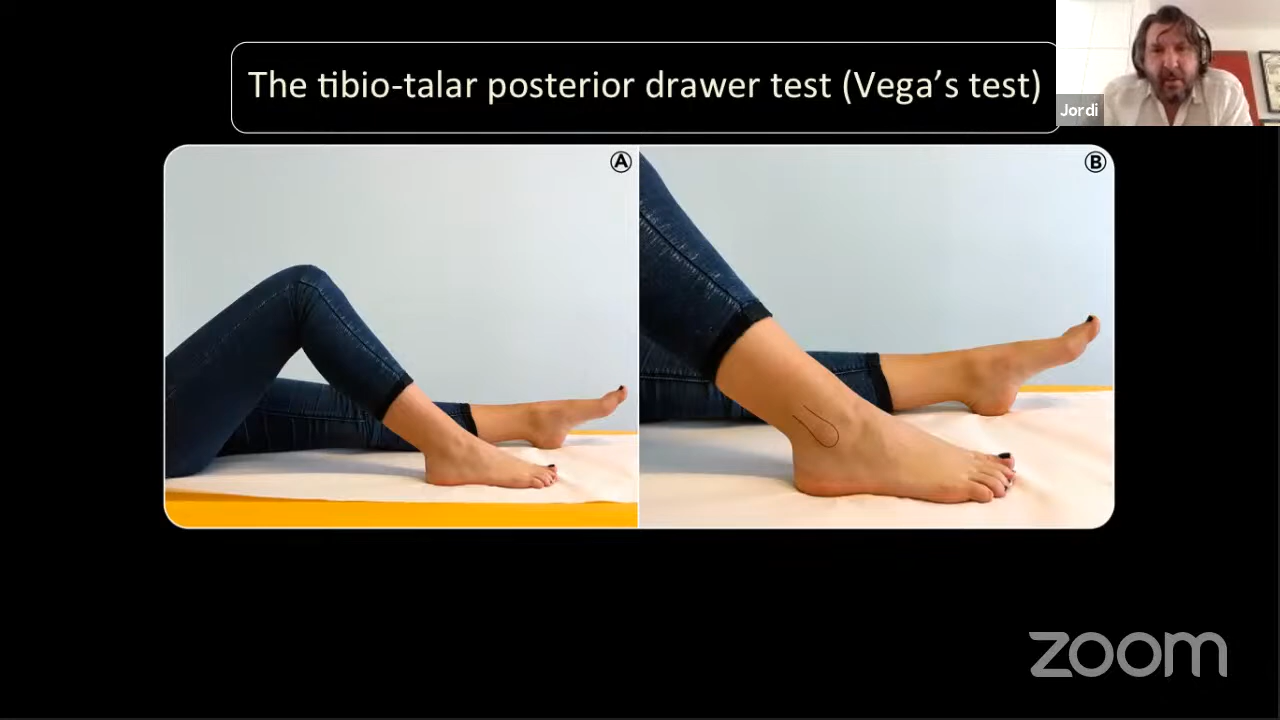 The tibio-talar posterior drawer test (Vega’s test)
Jordi
A
B
zoom